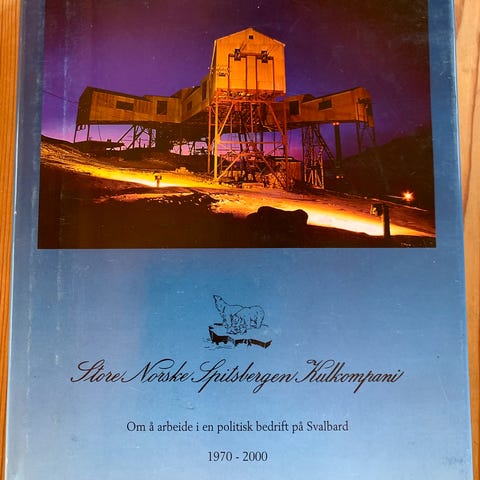 Store Norske Spitsbergen Kulkompani
Om å arbeide i en politisk bedrift på Svalbard
1970 - 2000